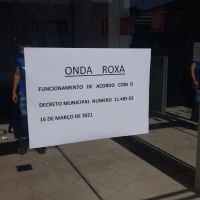 ONDA ROXA
FUNCIONAMENTO DE ACORDO COM O
DECRETO MUNICIPAL NUMERO 11.485 DE
16 DE MARÇO DE 2021